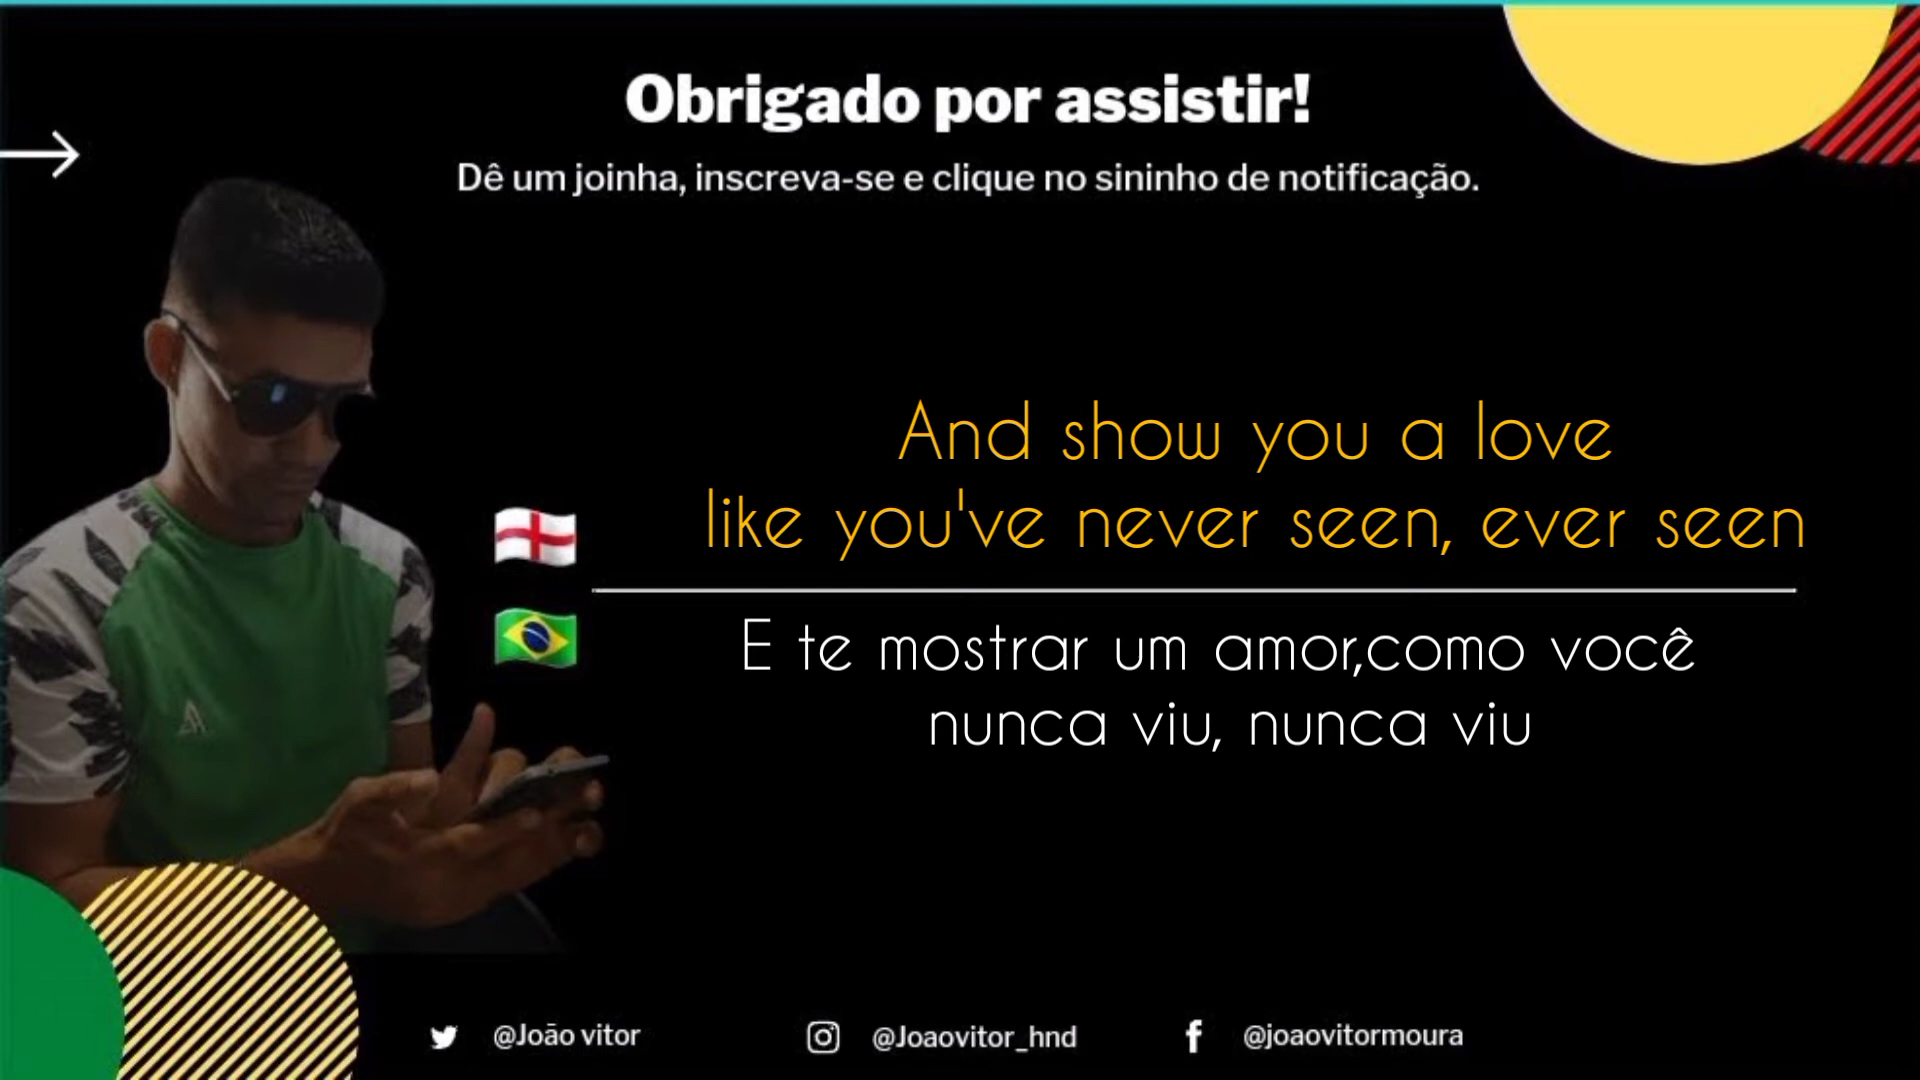 Obrigado por assistir!
Dê um joinha, inscreva-se e clique no sininho de notificação.
And show you a love
like you've never seen, ever seen
E te mostrar um amor,como você
nunca viu, nunca viu
@João vitor
@Joaovitor_hnd
@joaovitormoura